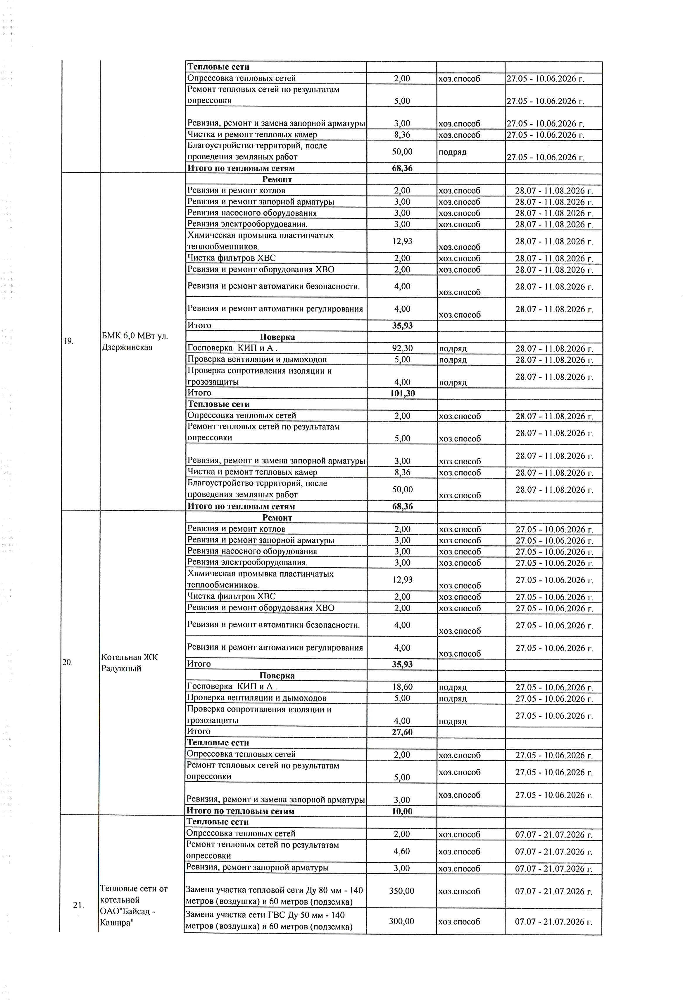 Тепловые сети
Опрессовка тепловых сетей 2,00 хоз.способ 27.05 - 10.06.2026 г.
Ремонт тепловых сетей по результатам
опрессовки 5,00 27.05 - 10.06.2026 г.
Ревизия, ремонт и замена запорной арматуры 3,00 хоз.способ 27.05 - 10.06.2026 г.
Чистка и ремонт тепловых камер 8,36 хоз.способ 27.05 - 10.06.2026 г.
Благоустройство территорий, после
проведения земляных работ 50,00 подряд 27.05 - 10.06.2026 г.
Итого по тепловым сетям 68,36
19.
БМК 6,0 МВт ул.
Дзержинская
Ремонт
Ревизия и ремонт котлов 2,00 хоз.способ 28.07 - 11.08.2026 г.
Ревизия и ремонт запорной арматуры 3,00 хоз.способ 28.07 - 11.08.2026 г.
Ревизия насосного оборудования 3,00 хоз.способ 28.07 - 11.08.2026 г.
Ревизия электрооборудования. 3,00 хоз.способ 28.07 - 11.08.2026 г.
Химическая промывка пластинчатых
теплообменников. 12,93 хоз.способ 28.07 - 11.08.2026 г.
Чистка фильтров ХВС 2,00 хоз.способ 28.07 - 11.08.2026 г.
Ревизия и ремонт оборудования ХВО 2,00 хоз.способ 28.07 - 11.08.2026 г.
Ревизия и ремонт автоматики безопасности. 4,00 хоз.способ 28.07 - 11.08.2026 г.
Ревизия и ремонт автоматики регулирования 4,00 хоз.способ 28.07 - 11.08.2026 г.
Итого 35,93
Поверка
Госповерка КИП и А . 92,30 подряд 28.07 - 11.08.2026 г.
Проверка вентиляции и дымоходов 5,00 подряд 28.07 - 11.08.2026 г.
Проверка сопротивления изоляции и
грозозащиты 4,00 подряд 28.07 - 11.08.2026 г.
Итого 101,30
Тепловые сети
Опрессовка тепловых сетей 2,00 хоз.способ 28.07 - 11.08.2026 г.
Ремонт тепловых сетей по результатам
опрессовки 5,00 хоз.способ 28.07 - 11.08.2026 г.
Ревизия, ремонт и замена запорной арматуры 3,00 хоз.способ 28.07 - 11.08.2026 г.
Чистка и ремонт тепловых камер 8,36 хоз.способ 28.07 - 11.08.2026 г.
Благоустройство территорий, после
проведения земляных работ 50,00 хоз.способ 28.07 - 11.08.2026 г.
Итого по тепловым сетям 68,36
20.
Котельная ЖК
Радужный
Ремонт
Ревизия и ремонт котлов 2,00 хоз.способ 27.05 - 10.06.2026 г.
Ревизия и ремонт запорной арматуры 3,00 хоз.способ 27.05 - 10.06.2026 г.
Ревизия насосного оборудования 3,00 хоз.способ 27.05 - 10.06.2026 г.
Ревизия электрооборудования. 3,00 хоз.способ 27.05 - 10.06.2026 г.
Химическая промывка пластинчатых
теплообменников. 12,93 хоз.способ 27.05 - 10.06.2026 г.
Чистка фильтров ХВС 2,00 хоз.способ 27.05 - 10.06.2026 г.
Ревизия и ремонт оборудования ХВО 2,00 хоз.способ 27.05 - 10.06.2026 г.
Ревизия и ремонт автоматики безопасности. 4,00 хоз.способ 27.05 - 10.06.2026 г.
Ревизия и ремонт автоматики регулирования 4,00 хоз.способ 27.05 - 10.06.2026 г.
Итого 35,93
Поверка
Госповерка КИП и А . 18,60 подряд 27.05 - 10.06.2026 г.
Проверка вентиляции и дымоходов 5,00 подряд 27.05 - 10.06.2026 г.
Проверка сопротивления изоляции и
грозозащиты 4,00 подряд 27.05 - 10.06.2026 г.
Итого 27,60
Тепловые сети
Опрессовка тепловых сетей 2,00 хоз.способ 27.05 - 10.06.2026 г.
Ремонт тепловых сетей по результатам
опрессовки 5,00 хоз.способ 27.05 - 10.06.2026 г.
Ревизия, ремонт и замена запорной арматуры 3,00 хоз.способ 27.05 - 10.06.2026 г.
Итого по тепловым сетям 10,00
21.
Тепловые сети от
котельной
ОАО"Байсад -
Кашира"
Тепловые сети
Опрессовка тепловых сетей 2,00 хоз.способ 07.07 - 21.07.2026 г.
Ремонт тепловых сетей по результатам
опрессовки 4,60 хоз.способ 07.07 - 21.07.2026 г.
Ревизия, ремонт запорной арматуры 3,00 хоз.способ 07.07 - 21.07.2026 г.
Замена участка тепловой сети Ду 80 мм - 140
метров (воздушка) и 60 метров (подземка) 350,00 хоз.способ 07.07 - 21.07.2026 г.
Замена участка сети ГВС Ду 50 мм - 140
метров (воздушка) и 60 метров (подземка) 300,00 хоз.способ 07.07 - 21.07.2026 г.